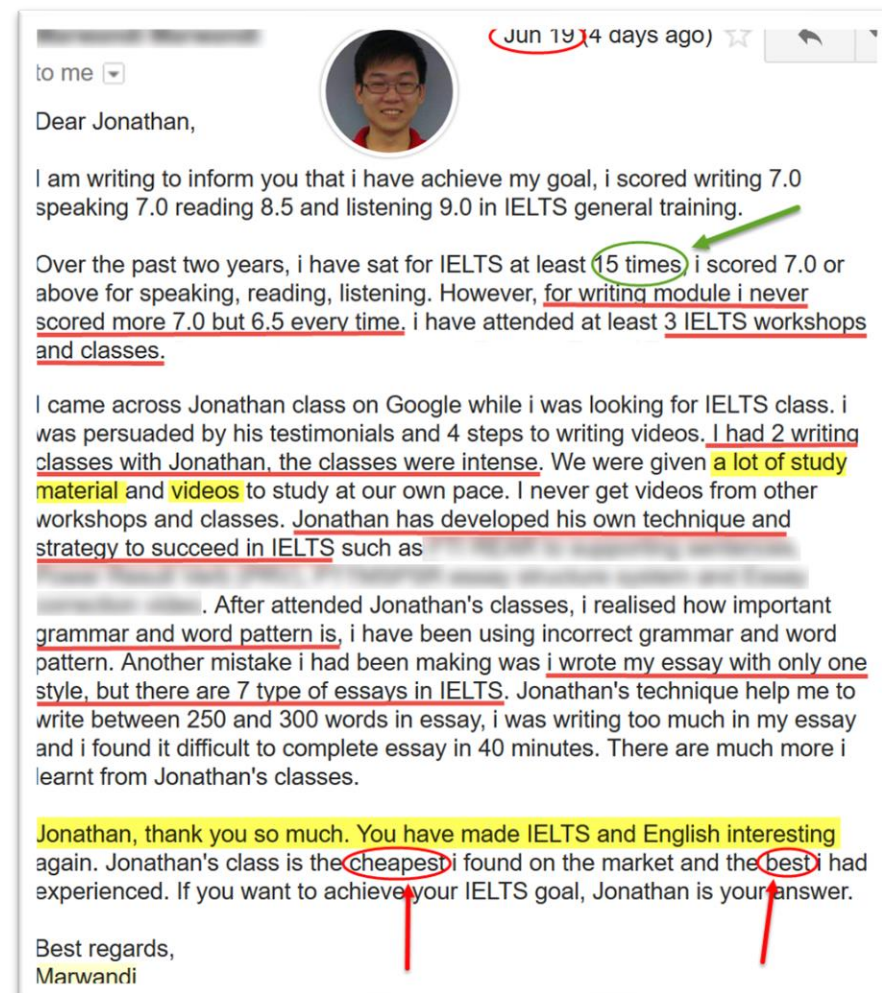 Jun 19 (4 days ago)
to me
Dear Jonathan,
I am writing to inform you that i have achieve my goal, i scored writing 7.0
speaking 7.0 reading 8.5 and listening 9.0 in IELTS general training.
Over the past two years, i have sat for IELTS at least 15 times, i scored 7.0 or
above for speaking, reading, listening. However, for writing module i never
scored more 7.0 but 6.5 every time. i have attended at least 3 IELTS workshops
and classes.
I came across Jonathan class on Google while i was looking for IELTS class. i
was persuaded by his testimonials and 4 steps to writing videos. I had 2 writing
classes with Jonathan, the classes were intense. We were given a lot of study
material and videos to study at our own pace. I never get videos from other
workshops and classes. Jonathan has developed his own technique and
strategy to succeed in IELTS such as
. After attended Jonathan's classes, i realised how important
grammar and word pattern is, i have been using incorrect grammar and word
pattern. Another mistake i had been making was i wrote my essay with only one
style, but there are 7 type of essays in IELTS. Jonathan's technique help me to
write between 250 and 300 words in essay, i was writing too much in my essay
and i found it difficult to complete essay in 40 minutes. There are much more i
learnt from Jonathan's classes.
Jonathan, thank you so much. You have made IELTS and English interesting
again. Jonathan's class is the cheapest i found on the market and the best i had
experienced. If you want to achieve your IELTS goal, Jonathan is your answer.
Best regards,
Marwandi